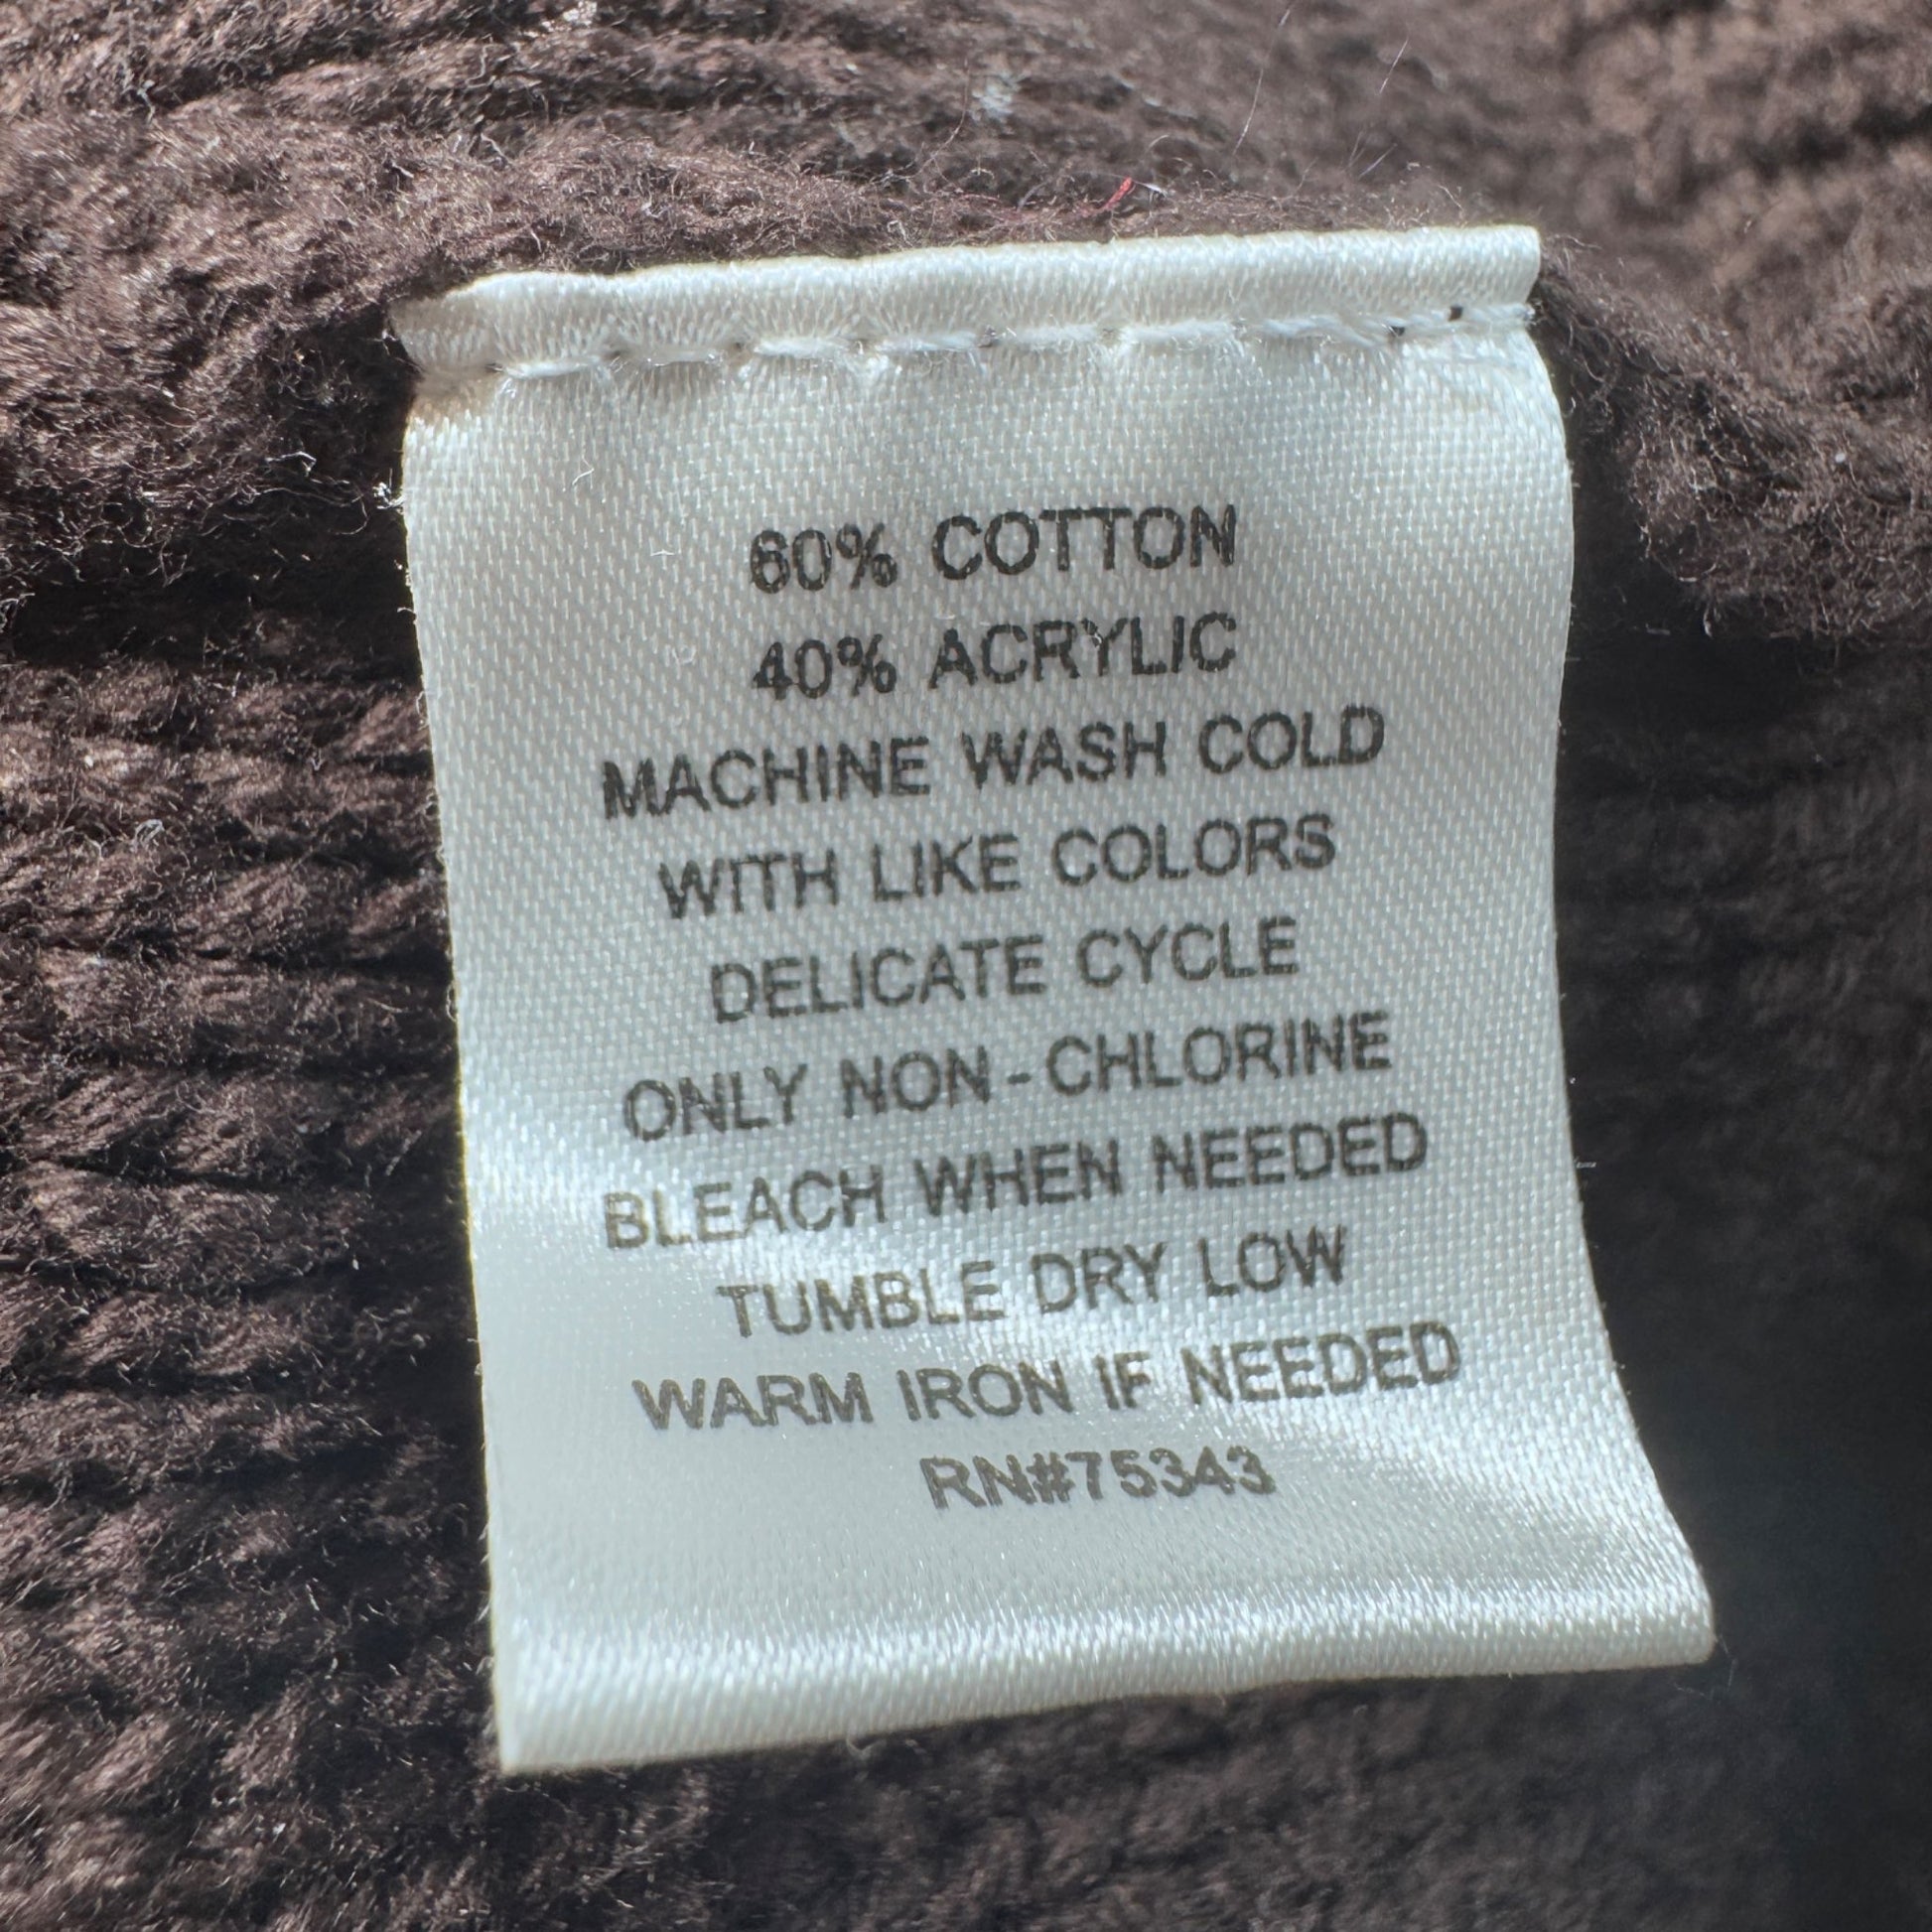 60% COTTON
40% ACRYLIC
MACHINE WASH COLD
WITH LIKE COLORS
DELICATE CYCLE
ONLY NON-CHLORINE
BLEACH WHEN NEEDED
TUMBLE DRY LOW
WARM IRON IF NEEDED
RN#75343